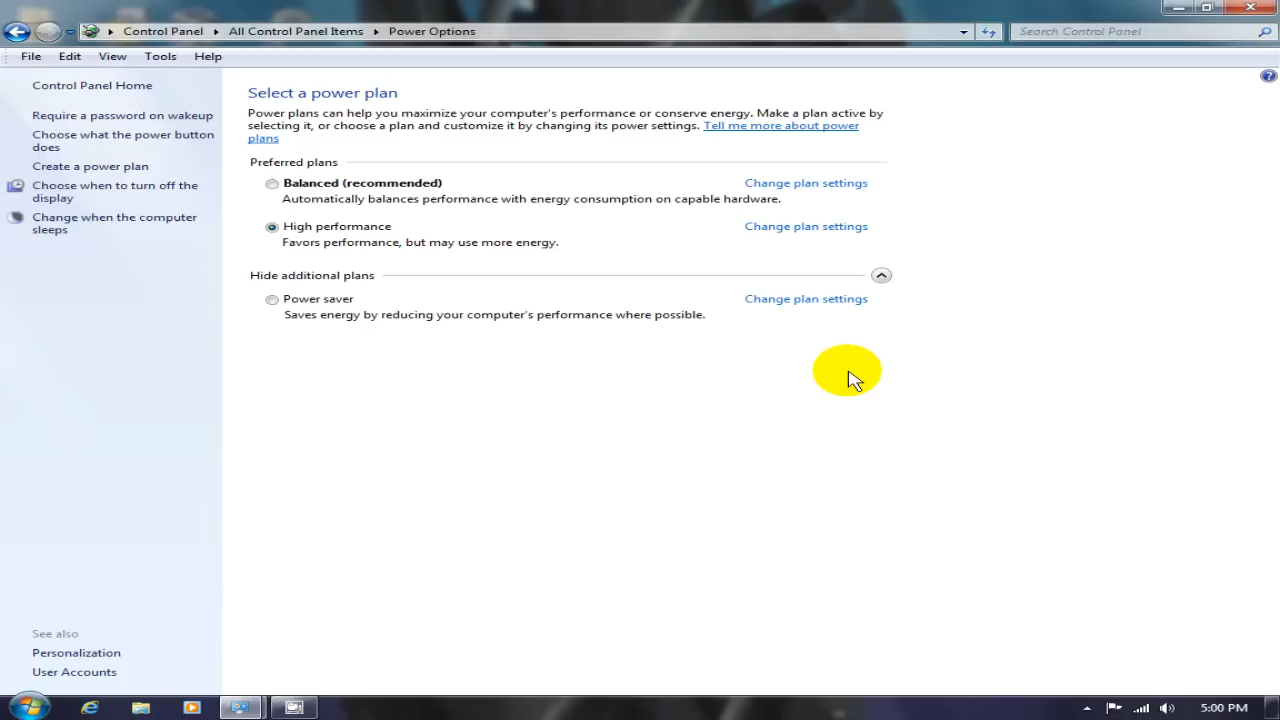 Control Panel All Control Panel Items Power Options
Search Control Panel
File Edit View Tools Help
Control Panel Home
Require a password on wakeup
Choose what the power button
does
Create a power plan
Choose when to turn off the
display
Change when the computer
sleeps
See also
Personalization
User Accounts
Select a power plan
Power plans can help you maximize your computer's performance or conserve energy. Make a plan active by
selecting it, or choose a plan and customize it by changing its power settings. Tell me more about power
plans
Preferred plans
Balanced (recommended) Change plan settings
Automatically balances performance with energy consumption on capable hardware.
High performance Change plan settings
Favors performance, but may use more energy.
Hide additional plans
Power saver Change plan settings
Saves energy by reducing your computer's performance where possible.
5:00 PM